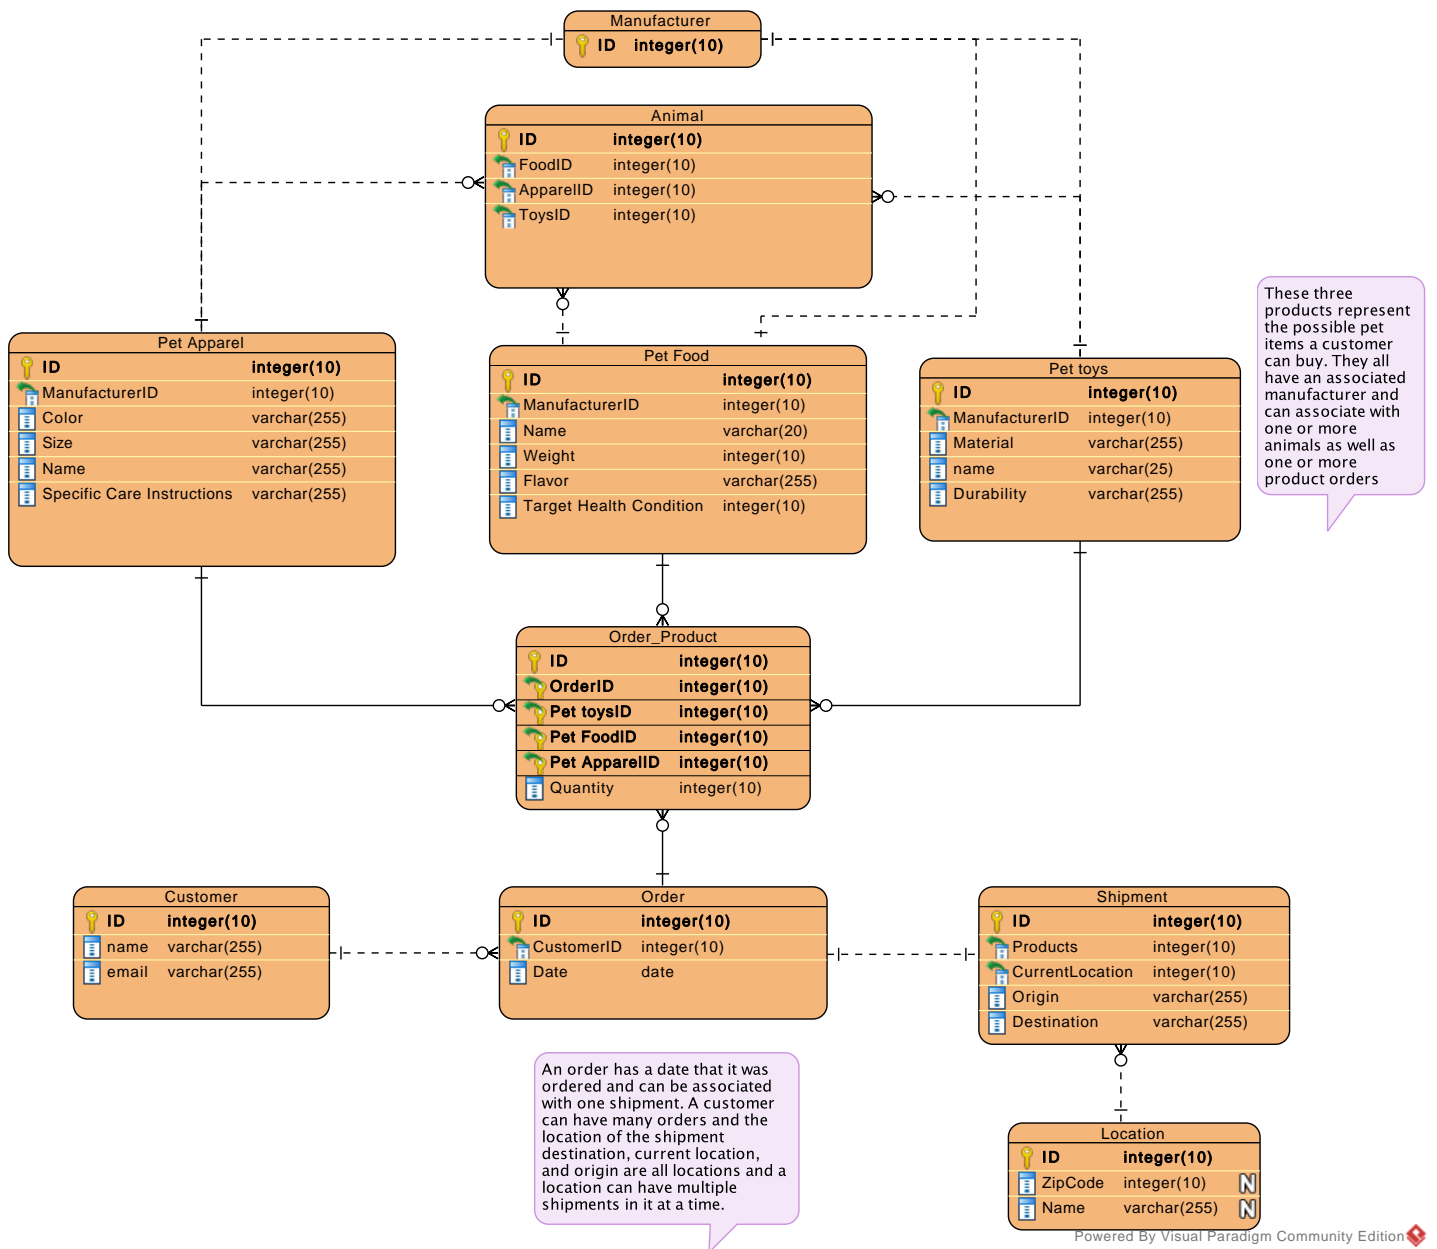 Manufacturer
ID integer(10)
Animal
ID integer(10)
FoodID integer(10)
ApparelID integer(10)
ToysID integer(10)
Pet Apparel
ID integer(10)
ManufacturerID integer(10)
Color varchar(255)
Size varchar(255)
Name varchar(255)
Specific Care Instructions varchar(255)
Pet Food
ID integer(10)
ManufacturerID integer(10)
Name varchar(20)
Weight integer(10)
Flavor varchar(255)
Target Health Condition integer(10)
Pet toys
ID integer(10)
ManufacturerID integer(10)
Material varchar(255)
name varchar(25)
Durability varchar(255)
These three
products represent
the possible pet
items a customer
can buy. They all
have an associated
manufacturer and
can associate with
one or more
animals as well as
one or more
product orders
Order_Product
ID integer(10)
OrderID integer(10)
Pet toysID integer(10)
Pet FoodID integer(10)
Pet ApparelID integer(10)
Quantity integer(10)
Customer
ID integer(10)
name varchar(255)
email varchar(255)
Order
ID integer(10)
CustomerID integer(10)
Date date
Shipment
ID integer(10)
Products integer(10)
CurrentLocation integer(10)
Origin varchar(255)
Destination varchar(255)
An order has a date that it was
ordered and can be associated
with one shipment. A customer
can have many orders and the
location of the shipment
destination, current location,
and origin are all locations and a
location can have multiple
shipments in it at a time.
Location
ID integer(10)
ZipCode integer(10) N
Name varchar(255) N
Powered By Visual Paradigm Community Edition